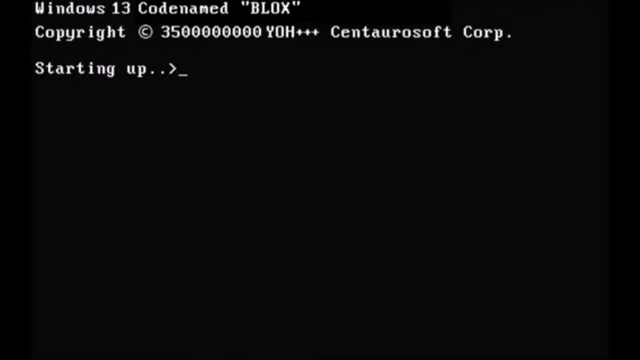 Windows 13 Codenamed "BLOX"
Copyright © 3500000000 YOH+++ Centaurosoft Corp.
Starting up..>_